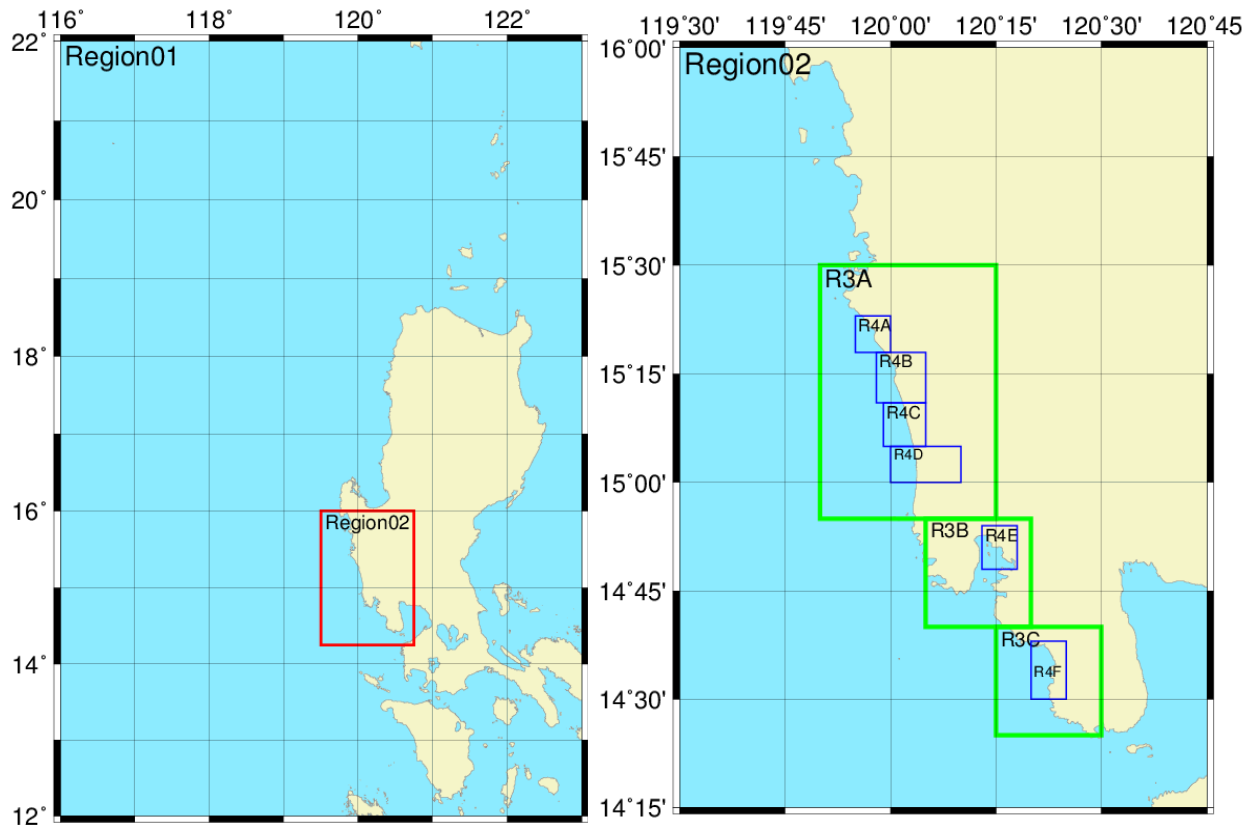 116˚ 118˚ 120˚ 122˚
22˚
20˚
18˚
16˚
14˚
12˚
Region01
Region02
119˚30' 119˚45' 120˚00' 120˚15' 120˚30' 120˚45'
16˚00'
15˚45'
15˚30'
15˚15'
15˚00'
14˚45'
14˚30'
14˚15'
Region02
R3A
R4A
R4B
R4C
R4D
R3B
R4E
R3C
R4F